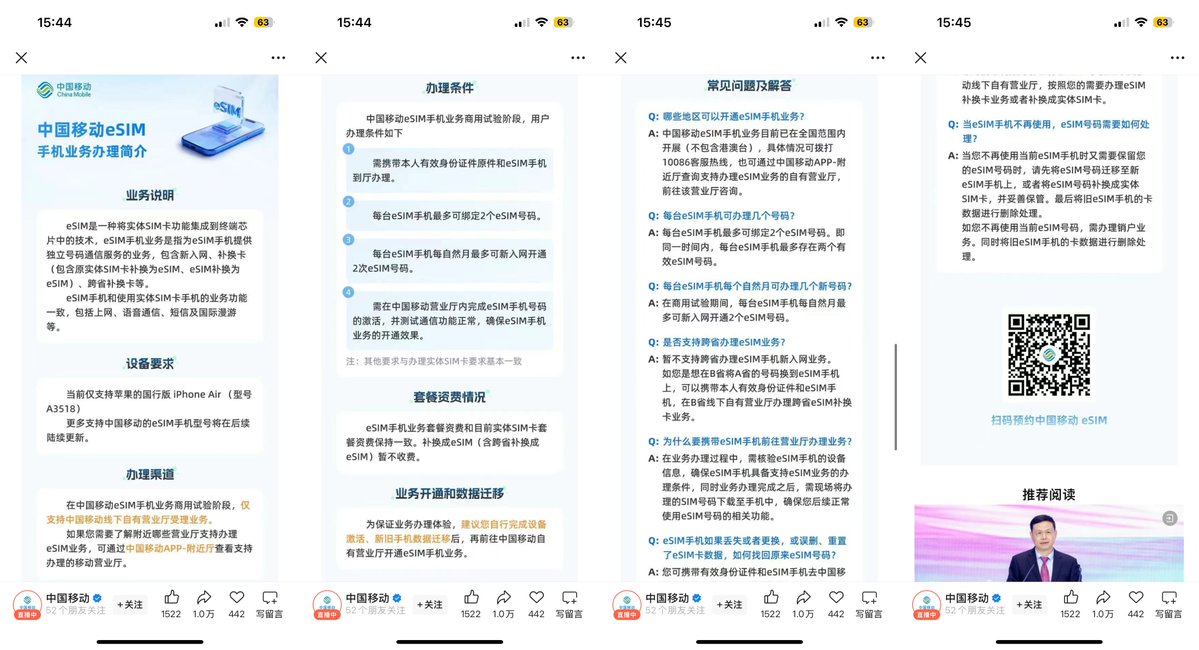 15:44
63
中国移动
China Mobile
eSIM
中国移动eSIM
手机业务办理简介
业务说明
eSIM是一种将实体SIM卡功能集成到终端芯
片中的技术，eSIM手机业务是指为eSIM手机提供
独立号码通信服务的业务，包含新入网、补换卡
（包含原实体SIM卡补换为eSIM、eSIM补换为
eSIM）、跨省补换卡等。
eSIM手机和使用实体SIM卡手机的业务功能
一致，包括上网、语音通信、短信及国际漫游
等。
设备要求
当前仅支持苹果的国行版 iPhone Air （型号
A3518）
更多支持中国移动的eSIM手机型号将在后续
陆续更新。
办理渠道
在中国移动eSIM手机业务商用试验阶段，仅
支持中国移动线下自有营业厅受理业务。
如果您需要了解附近哪些营业厅支持办理
eSIM业务，可通过中国移动APP-附近厅查看支持
办理的移动营业厅。
直播中
中国移动
52个朋友关注
+关注
1522
1.0万
442
写留言
15:44
63
办理条件
中国移动eSIM手机业务商用试验阶段，用户
办理条件如下
1
需携带本人有效身份证件原件和eSIM手机
到厅办理。
2
每台eSIM手机最多可绑定2个eSIM号码。
3
每台eSIM手机每自然月最多可新入网开通
2次eSIM号码。
4
需在中国移动营业厅内完成eSIM手机号码
的激活，并测试通信功能正常，确保eSIM手机
业务的开通效果。
注：其他要求与办理实体SIM卡要求基本一致
套餐资费情况
eSIM手机业务套餐资费和目前实体SIM卡套
餐资费保持一致。补换成eSIM（含跨省补换成
eSIM）暂不收费。
业务开通和数据迁移
为保证业务办理体验，建议您自行完成设备
激活、新旧手机数据迁移后，再前往中国移动自
有营业厅开通eSIM手机业务。
直播中
中国移动
52个朋友关注
+关注
1522
1.0万
442
写留言
15:45
63
常见问题及解答
Q: 哪些地区可以开通eSIM手机业务？
A: 中国移动eSIM手机业务目前已在全国范围内
开展（不包含港澳台），具体情况可拨打
10086客服热线，也可通过中国移动APP-附
近厅查询支持办理eSIM业务的自有营业厅，
前往该营业厅咨询。
Q: 每台eSIM手机可办理几个号码？
A: 每台eSIM手机最多可绑定2个eSIM号码。即
同一时间内，每台eSIM手机最多存在两个有
效eSIM号码。
Q: 每台eSIM手机每个自然月可办理几个新号码？
A: 在商用试验期间，每台eSIM手机每自然月最
多可新入网开通2个eSIM号码。
Q: 是否支持跨省办理eSIM业务？
A: 暂不支持跨省办理eSIM手机新入网业务。
如您是想在B省将A省的号码换到eSIM手机
上，可以携带本人有效身份证件和eSIM手
机，在B省线下自有营业厅办理跨省eSIM补换
卡业务。
Q: 为什么要携带eSIM手机前往营业厅办理业务？
A: 在业务办理过程中，需核验eSIM手机的设备
信息，确保eSIM手机具备支持eSIM业务的办
理条件，同时业务办理完成之后，需现场将办
理的SIM号码下载至手机中，确保您后续正常
使用eSIM号码的相关功能。
Q: eSIM手机如果丢失或者更换，或误删、重置
了eSIM卡数据，如何找回原来eSIM号码？
A: 您可携带有效身份证件和eSIM手机去中国移
直播中
中国移动
52个朋友关注
+关注
1522
1.0万
442
写留言
15:45
63
动线下自有营业厅，按照您的需要办理eSIM
补换卡业务或者补换成实体SIM卡。
Q: 当eSIM手机不再使用，eSIM号码需要如何处
理？
A: 当您不再使用当前eSIM手机时又需要保留您
的eSIM号码时，请先将eSIM号码迁移至新
eSIM手机上，或者将eSIM号码补换成实体
SIM卡，并妥善保管。最后将旧eSIM手机的卡
数据进行删除处理。
如您不再使用当前eSIM号码，需办理销户业
务。同时将旧eSIM手机的卡数据进行删除处
理。
扫码预约中国移动 eSIM
推荐阅读
直播中
中国移动
52个朋友关注
+关注
1522
1.0万
442
写留言